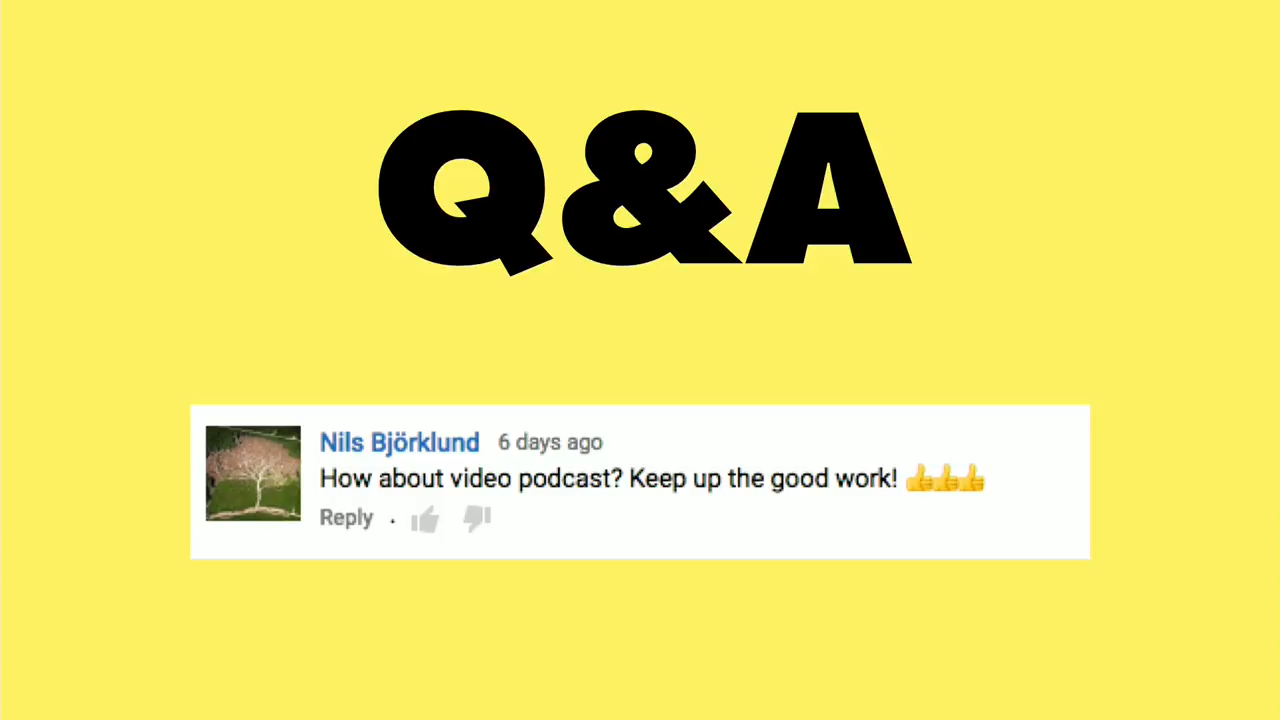 Q&A
Nils Björklund 6 days ago
How about video podcast? Keep up the good work! 👍👍👍
Reply •